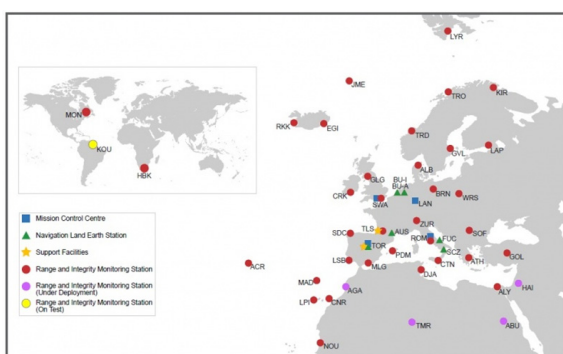 LYR
JME
TRO
KIR
MON
RKK
EGI
TRD
KOU
GVL
LAP
HBK
ALB
GLG
BU-I
BU-A
BRN
WRS
CRK
SWA
LAN
Mission Control Centre
Navigation Land Earth Station
Support Facilities
Range and Integrity Monitoring Station
Range and Integrity Monitoring Station
(Under Deployment)
Range and Integrity Monitoring Station
(On Test)
ZUR
TLS
AUS
SDC
ROM
FUC
SOF
TOR
PDM
SCZ
GOL
ACR
LSB
MLG
DJA
CTN
ATH
MAD
AGA
ALY
HAI
LPI
CNR
TMR
ABU
NOU